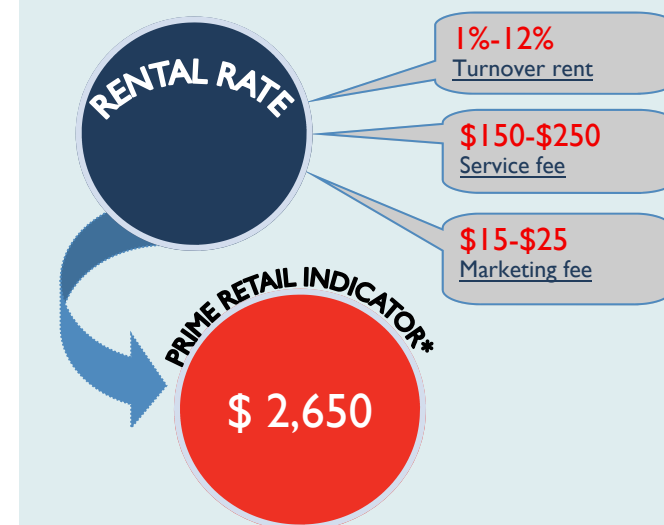 RENTAL RATE
1%-12%
Turnover rent
$150-$250
Service fee
$15-$25
Marketing fee
PRIME RETAIL INDICATOR*
$ 2,650